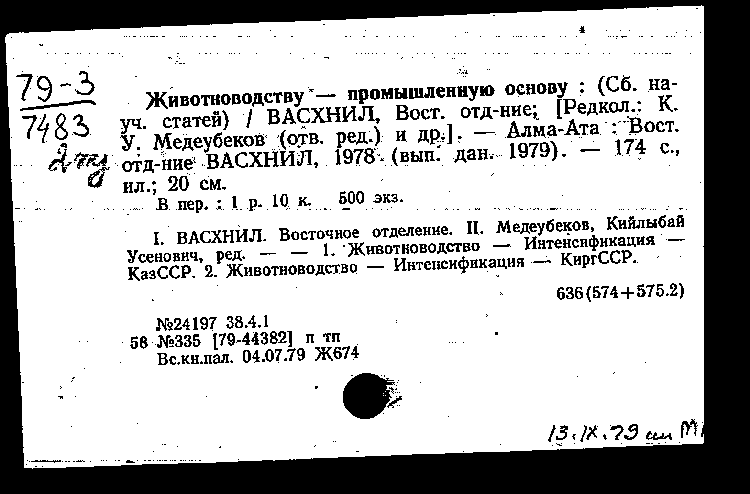 79-3
7483
Животноводству — промышленную основу : (Сб. на-
уч. статей) / ВАСХНИЛ, Вост. отд-ние; [Редкол.: К.
У. Медеубеков (отв. ред.) и др.]. — Алма-Ата : Вост.
отд-ние ВАСХНИЛ, 1978 (вып. дан. 1979). — 174 с.,
ил.; 20 см.
В пер. : 1 р. 10 к. 500 экз.
I. ВАСХНИЛ. Восточное отделение. II. Медеубеков, Кийлыбай
Усенович, ред. — — 1. Животноводство — Интенсификация —
КазССР. 2. Животноводство — Интенсификация — КиргССР.
636(574+575.2)
№24197 38.4.1
58 №335 [79-44382] п тп
Вс.кн.пал. 04.07.79 Ж674
13.IX.79